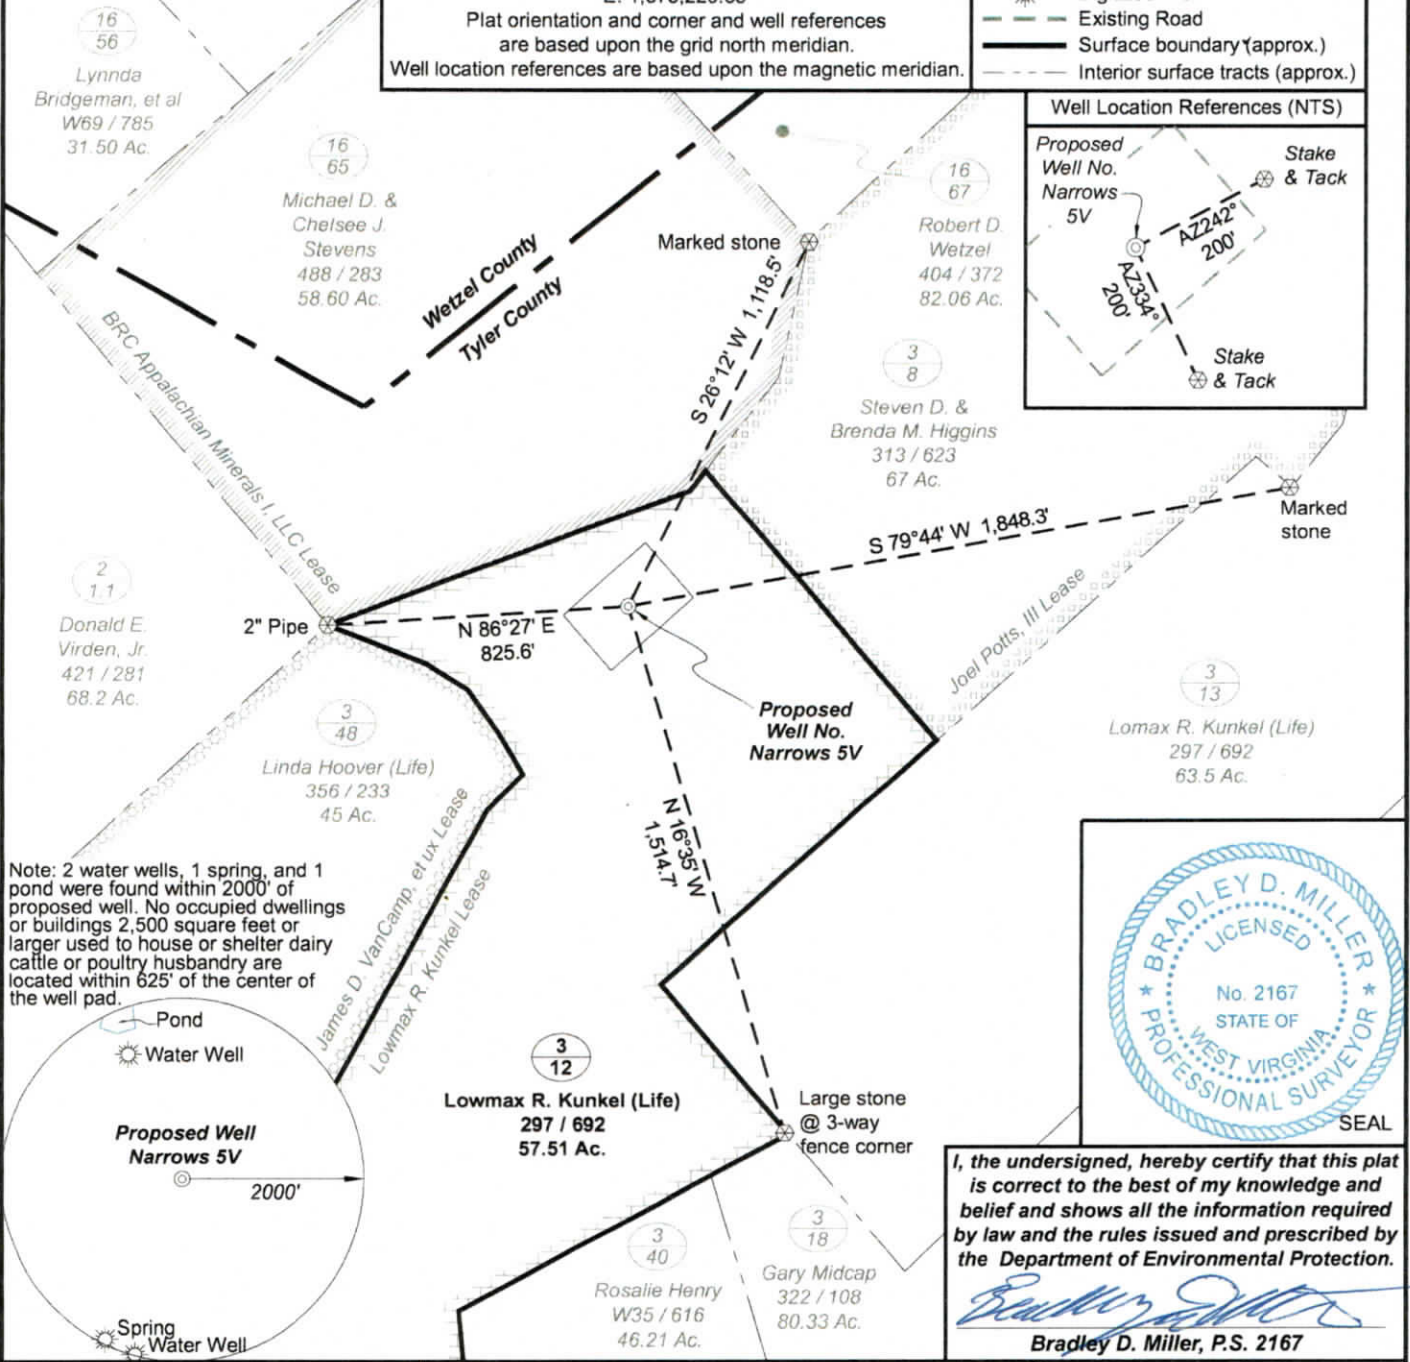 Plat orientation and corner and well references
are based upon the grid north meridian.
Well location references are based upon the magnetic meridian.
Existing Road
Surface boundary (approx.)
Interior surface tracts (approx.)
Well Location References (NTS)
Proposed
Well No.
Narrows
5V
Stake
& Tack
AZ242°
200'
AZ334°
200'
Stake
& Tack
16
56
Lynnda
Bridgeman, et al
W69 / 785
31.50 Ac.
16
65
Michael D. &
Chelsee J.
Stevens
488 / 283
58.60 Ac.
Wetzel County
Tyler County
Marked stone
16
67
Robert D.
Wetzel
404 / 372
82.06 Ac.
S 26°12' W 1,118.5'
3
8
Steven D. &
Brenda M. Higgins
313 / 623
67 Ac.
BRC Appalachian Minerals I, LLC Lease
S 79°44' W 1,848.3'
Marked
stone
2
1.1
Donald E.
Virden, Jr.
421 / 281
68.2 Ac.
2" Pipe
N 86°27' E
825.6'
Joel Potts, III Lease
Proposed
Well No.
Narrows 5V
3
13
Lomax R. Kunkel (Life)
297 / 692
63.5 Ac.
3
48
Linda Hoover (Life)
356 / 233
45 Ac.
N 16°35' W
1,514.7'
James D. VanCamp, et ux Lease
Lowmax R. Kunkel Lease
Note: 2 water wells, 1 spring, and 1
pond were found within 2000' of
proposed well. No occupied dwellings
or buildings 2,500 square feet or
larger used to house or shelter dairy
cattle or poultry husbandry are
located within 625' of the center of
the well pad.
Pond
Water Well
Proposed Well
Narrows 5V
2000'
Spring
Water Well
3
12
Lowmax R. Kunkel (Life)
297 / 692
57.51 Ac.
Large stone
@ 3-way
fence corner
3
40
Rosalie Henry
W35 / 616
46.21 Ac.
3
18
Gary Midcap
322 / 108
80.33 Ac.
BRADLEY D. MILLER
LICENSED
No. 2167
STATE OF
WEST VIRGINIA
PROFESSIONAL SURVEYOR
SEAL
I, the undersigned, hereby certify that this plat
is correct to the best of my knowledge and
belief and shows all the information required
by law and the rules issued and prescribed by
the Department of Environmental Protection.
Bradley D. Miller, P.S. 2167